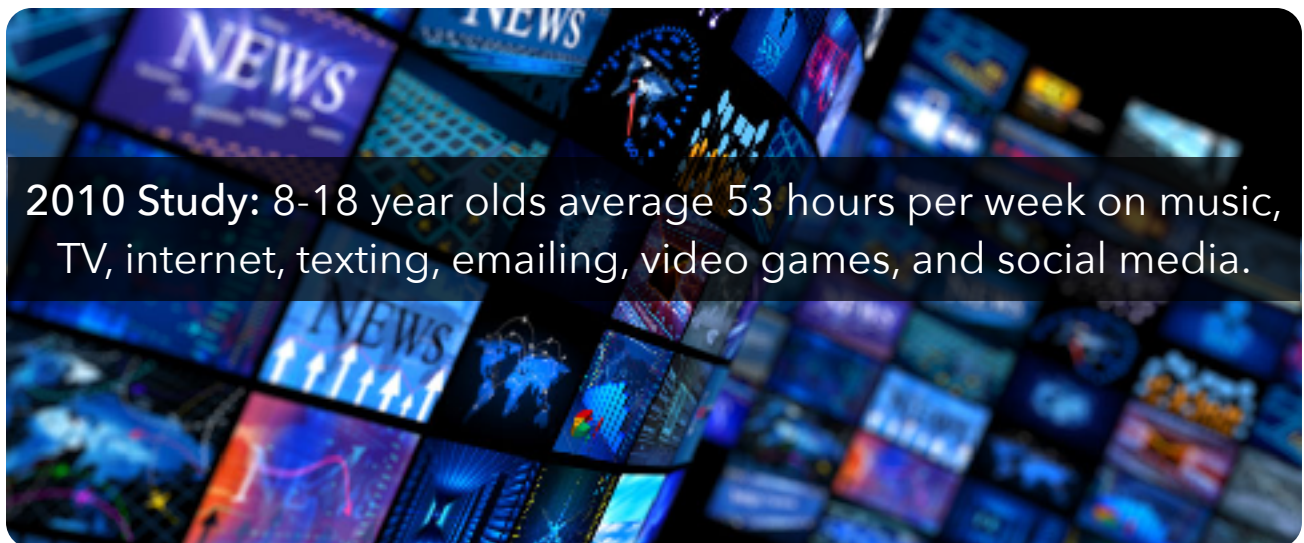 NEWS
NEWS
2010 Study: 8-18 year olds average 53 hours per week on music,
TV, internet, texting, emailing, video games, and social media.
NEWS